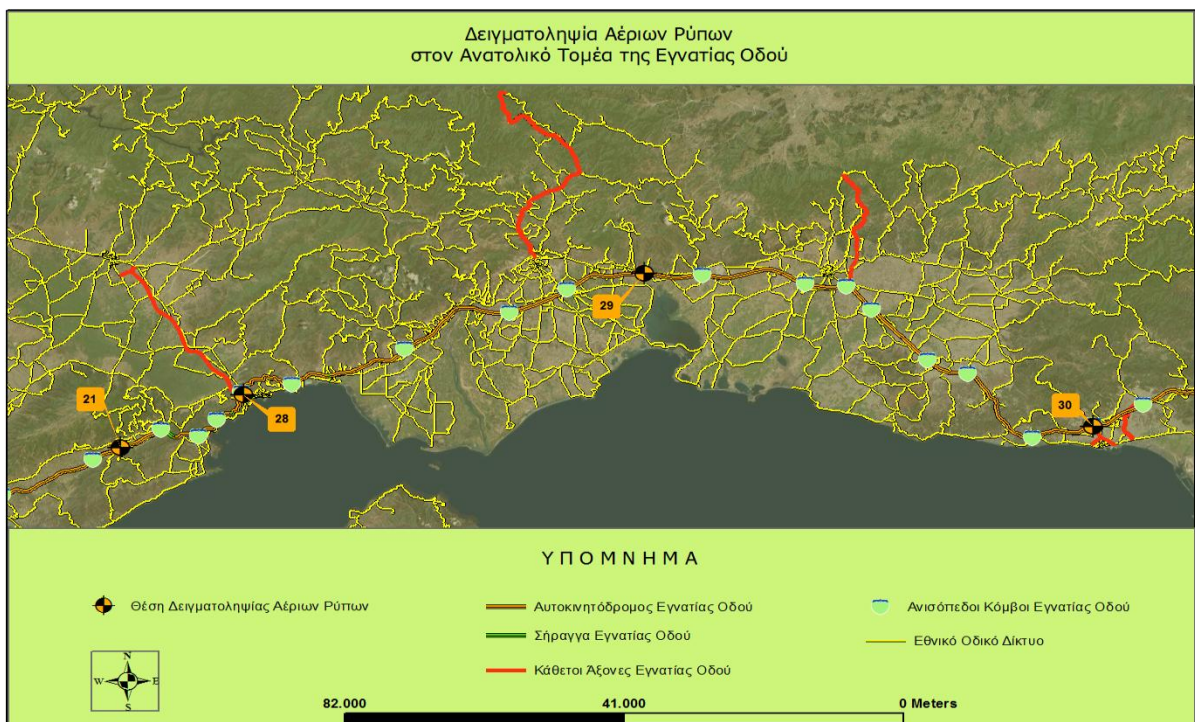 Δειγματοληψία Αέριων Ρύπων
στον Ανατολικό Τομέα της Εγνατίας Οδού
29
21
28
30
ΥΠΟΜΝΗΜΑ
Θέση Δειγματοληψίας Αέριων Ρύπων
Αυτοκινητόδρομος Εγνατίας Οδού
Ανισόπεδοι Κόμβοι Εγνατίας Οδού
Σήραγγα Εγνατίας Οδού
Εθνικό Οδικό Δίκτυο
Κάθετοι Άξονες Εγνατίας Οδού
N
W E
S
82.000 41.000 0 Meters